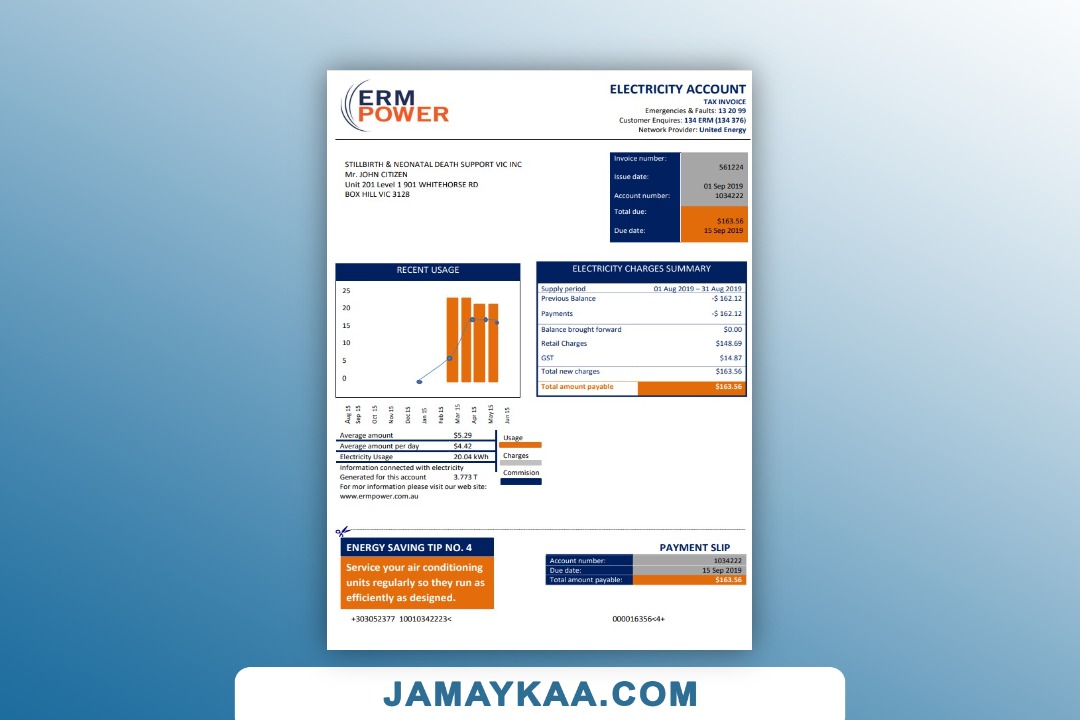 ERM
POWER
ELECTRICITY ACCOUNT
TAX INVOICE
Emergencies & Faults: 13 20 99
Customer Enquires: 134 ERM (134 376)
Network Provider: United Energy
STILLBIRTH & NEONATAL DEATH SUPPORT VIC INC
Mr. JOHN CITIZEN
Unit 201 Level 1 901 WHITEHORSE RD
BOX HILL VIC 3128
Invoice number: 561224
Issue date: 01 Sep 2019
Account number: 1034222
Total due: $163.56
Due date: 15 Sep 2019
RECENT USAGE
25
20
15
10
5
0
Aug 15 Sep 15 Oct 15 Nov 15 Dec 15 Jan 15 Feb 15 Mar 15 Apr 15 May 15 Jun 15
ELECTRICITY CHARGES SUMMARY
Supply period 01 Aug 2019 – 31 Aug 2019
Previous Balance -$ 162.12
Payments -$ 162.12
Balance brought forward $0.00
Retail Charges $148.69
GST $14.87
Total new charges $163.56
Total amount payable $163.56
Average amount $5.29
Average amount per day $4.42
Electricity Usage 20.04 kWh
Information connected with electricity
Generated for this account 3.773 T
For mor information please visit our web site:
www.ermpower.com.au
Usage
Charges
Commision
ENERGY SAVING TIP NO. 4
Service your air conditioning
units regularly so they run as
efficiently as designed.
PAYMENT SLIP
Account number: 1034222
Due date: 15 Sep 2019
Total amount payable: $163.56
+303052377 10010342223<
000016356<4+
JAMAYKAA.COM